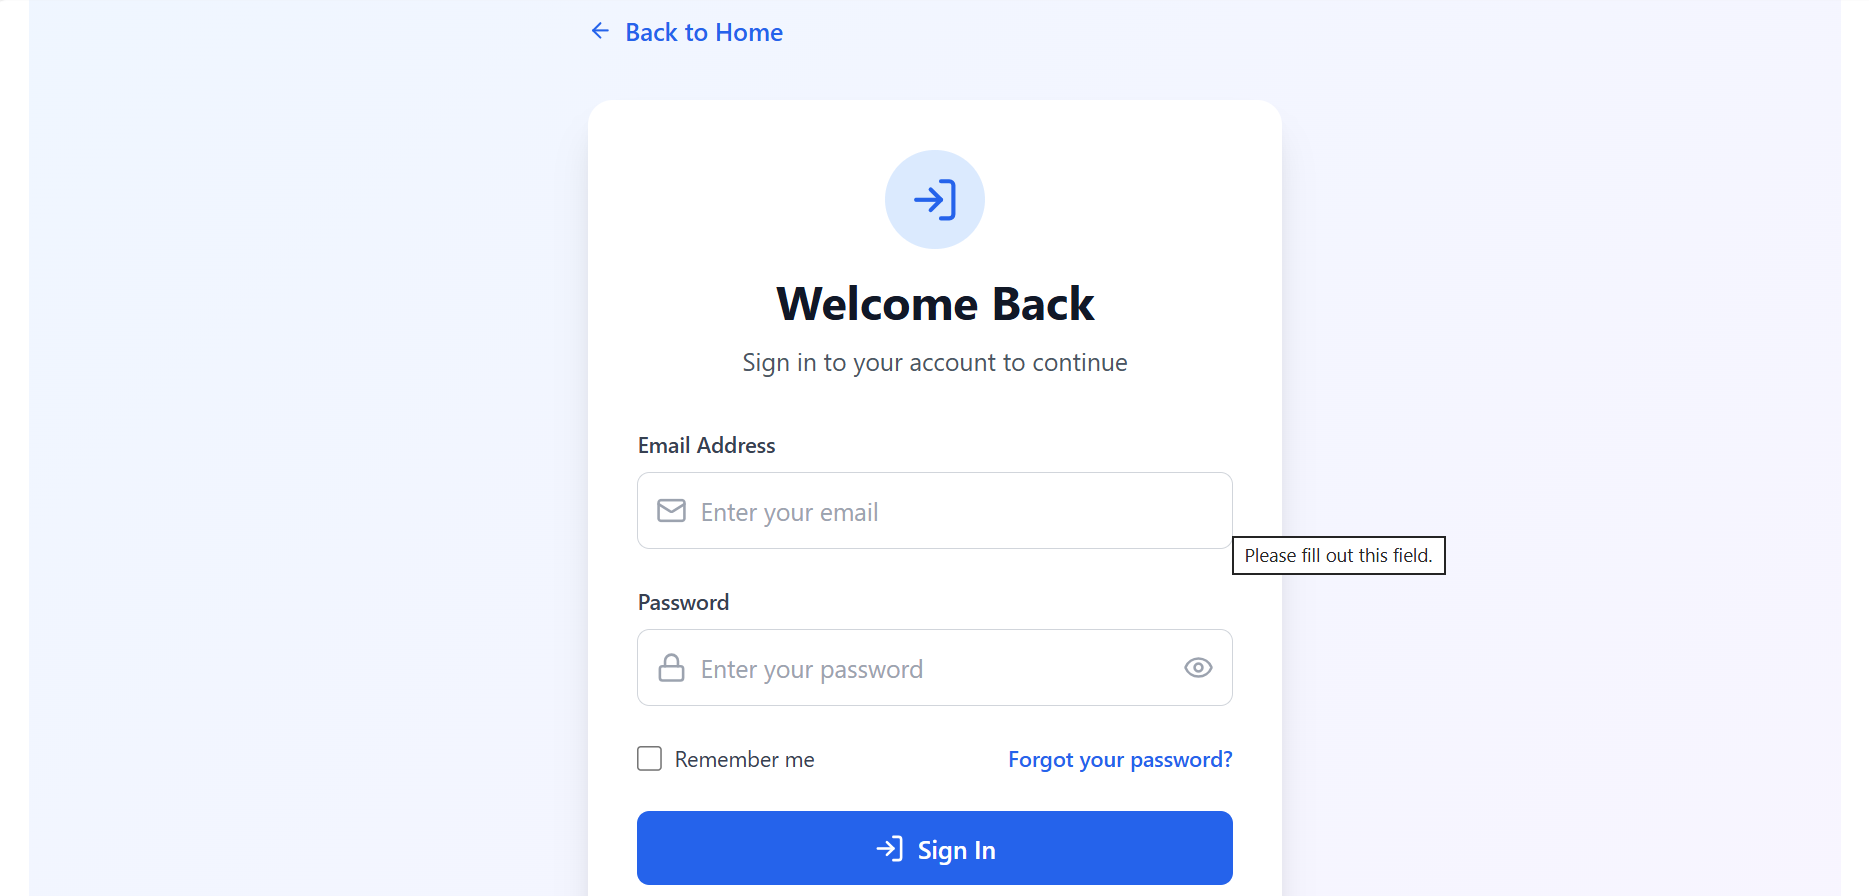 Back to Home
Welcome Back
Sign in to your account to continue
Email Address
Enter your email
Please fill out this field.
Password
Enter your password
Remember me
Forgot your password?
Sign In